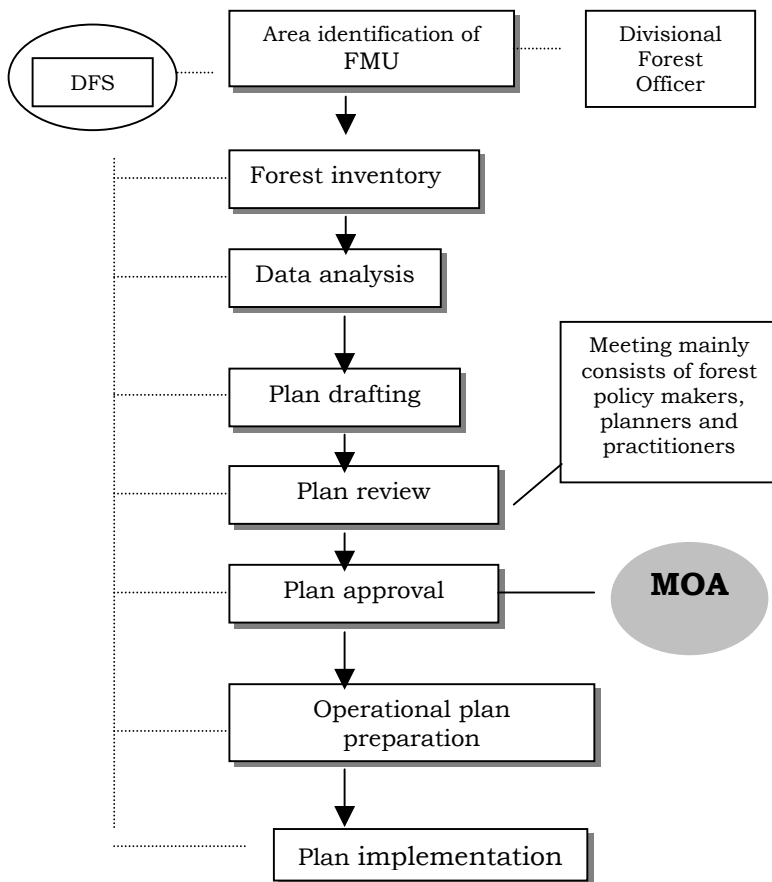 Area identification of
FMU
Divisional
Forest
Officer
DFS
Forest inventory
Data analysis
Meeting mainly
consists of forest
policy makers,
planners and
practitioners
Plan drafting
Plan review
Plan approval
MOA
Operational plan
preparation
Plan implementation